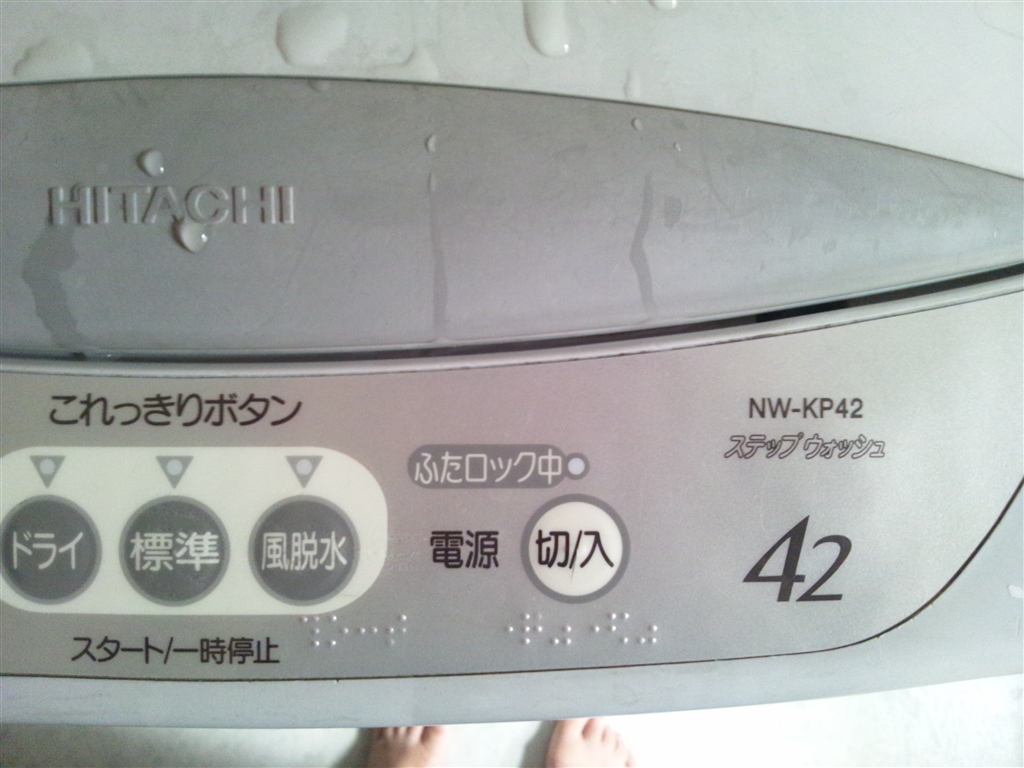 HITACHI
これっきりボタン
NW-KP42
ステップ ウォッシュ
ふたロック中
ドライ
標準
風脱水
電源
切/入
42
スタート/一時停止